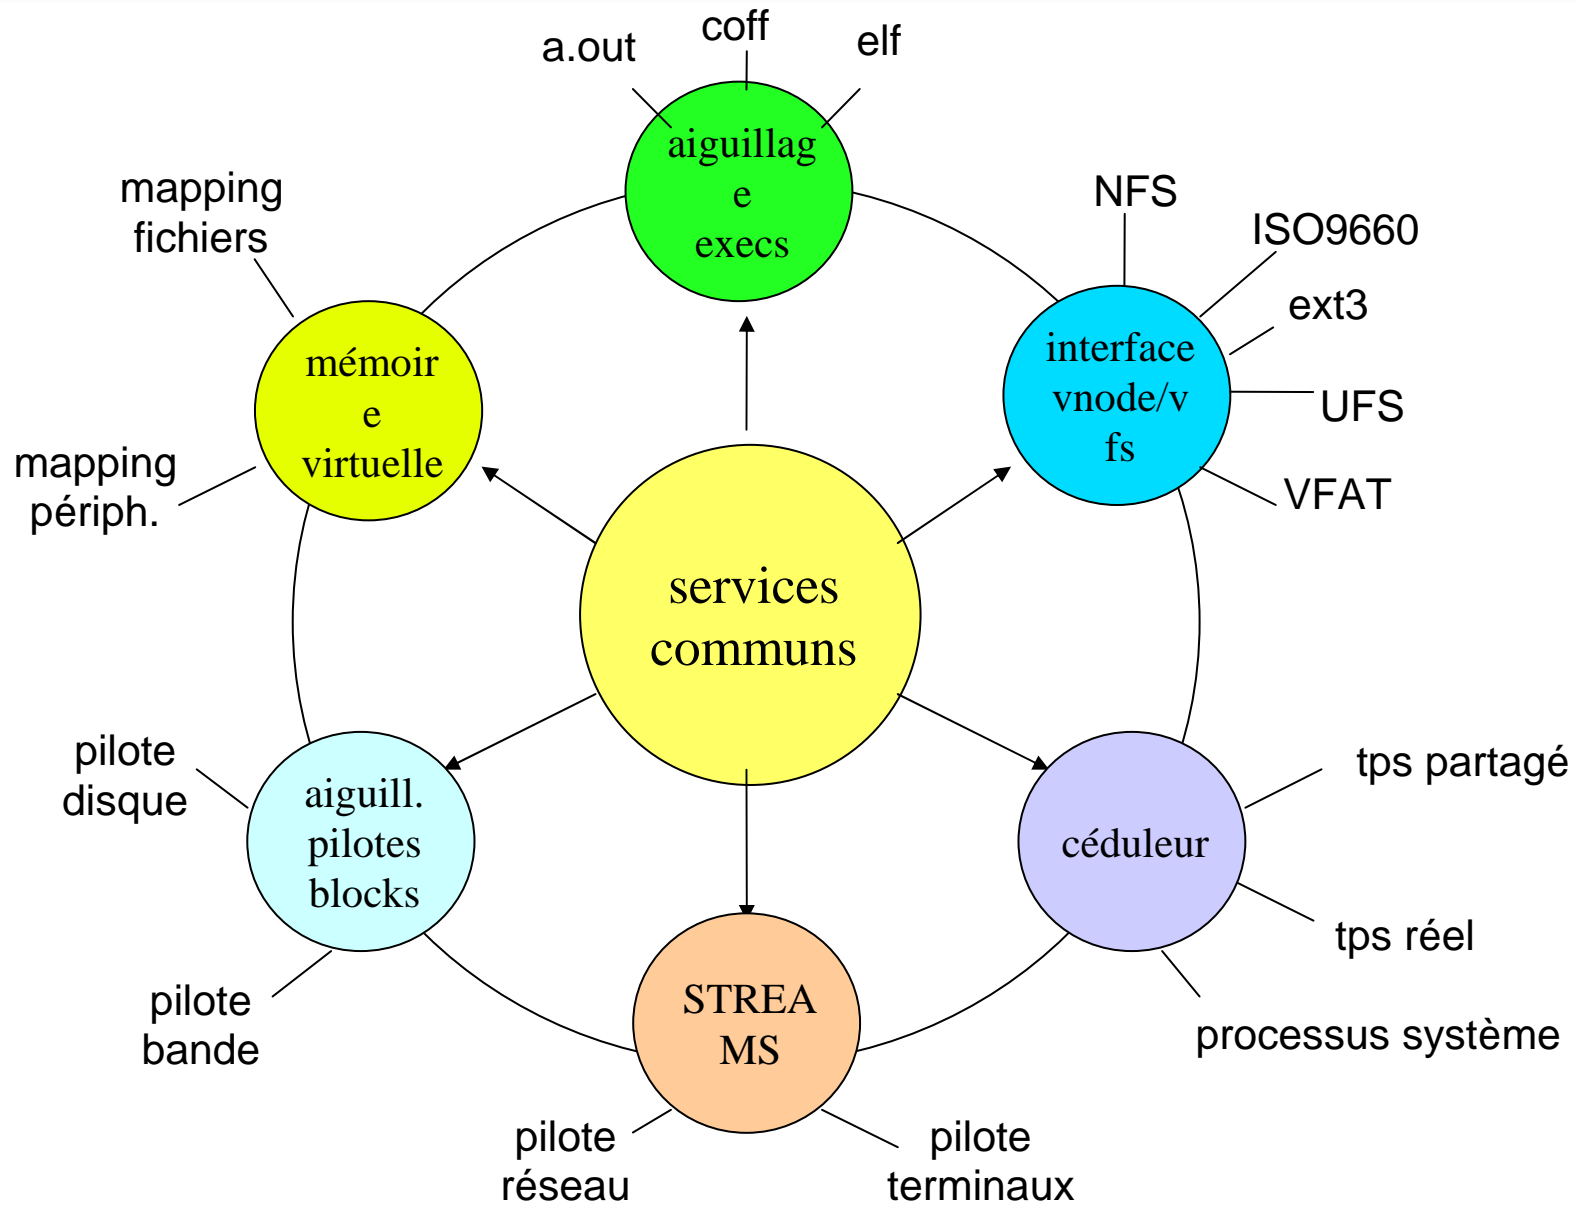 a.out
coff
elf
aiguillag
e
execs
mapping
fichiers
NFS
ISO9660
ext3
UFS
VFAT
interface
vnode/v
fs
mémoir
e
virtuelle
mapping
périph.
services
communs
pilote
disque
aiguill.
pilotes
blocks
pilote
bande
céduleur
tps partagé
tps réel
processus système
STREA
MS
pilote
réseau
pilote
terminaux